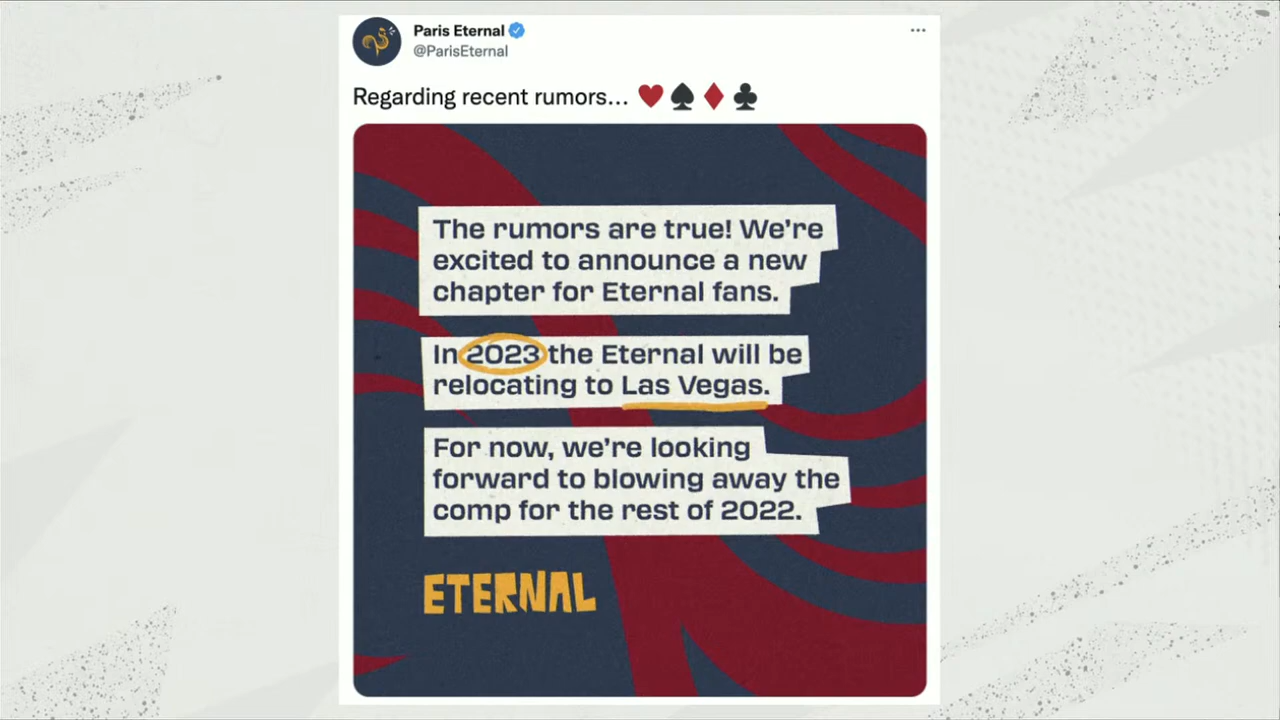 Paris Eternal
@ParisEternal
Regarding recent rumors... ♥️ ♠️ ♦️ ♣️
The rumors are true! We're
excited to announce a new
chapter for Eternal fans.
In 2023 the Eternal will be
relocating to Las Vegas.
For now, we're looking
forward to blowing away the
comp for the rest of 2022.
ETERNAL